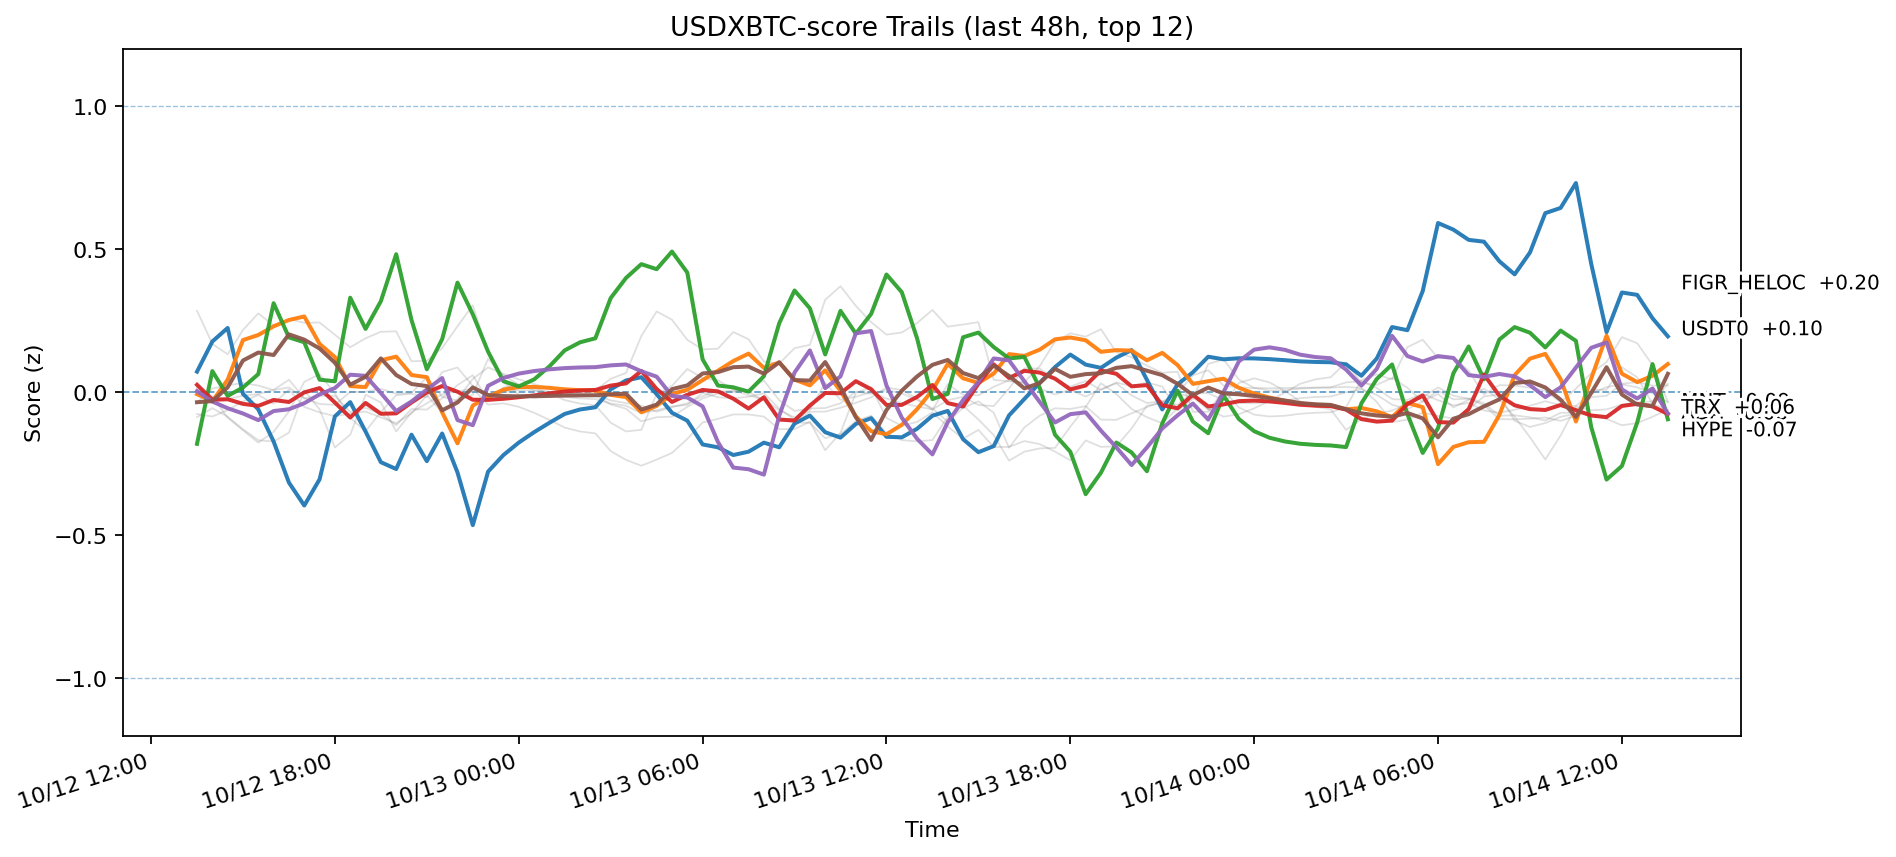 USDXBTC-score Trails (last 48h, top 12)
Score (z)
1.0
0.5
0.0
−0.5
−1.0
FIGR_HELOC +0.20
USDT0 +0.10
TRX +0.06
HYPE -0.07
10/12 12:00
10/12 18:00
10/13 00:00
10/13 06:00
10/13 12:00
10/13 18:00
10/14 00:00
10/14 06:00
10/14 12:00
Time